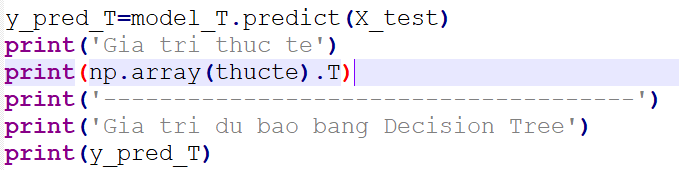 y_pred_T=model_T.predict(X_test)
print('Gia tri thuc te')
print(np.array(thucte).T)
print('--------------------------------------')
print('Gia tri du bao bang Decision Tree')
print(y_pred_T)